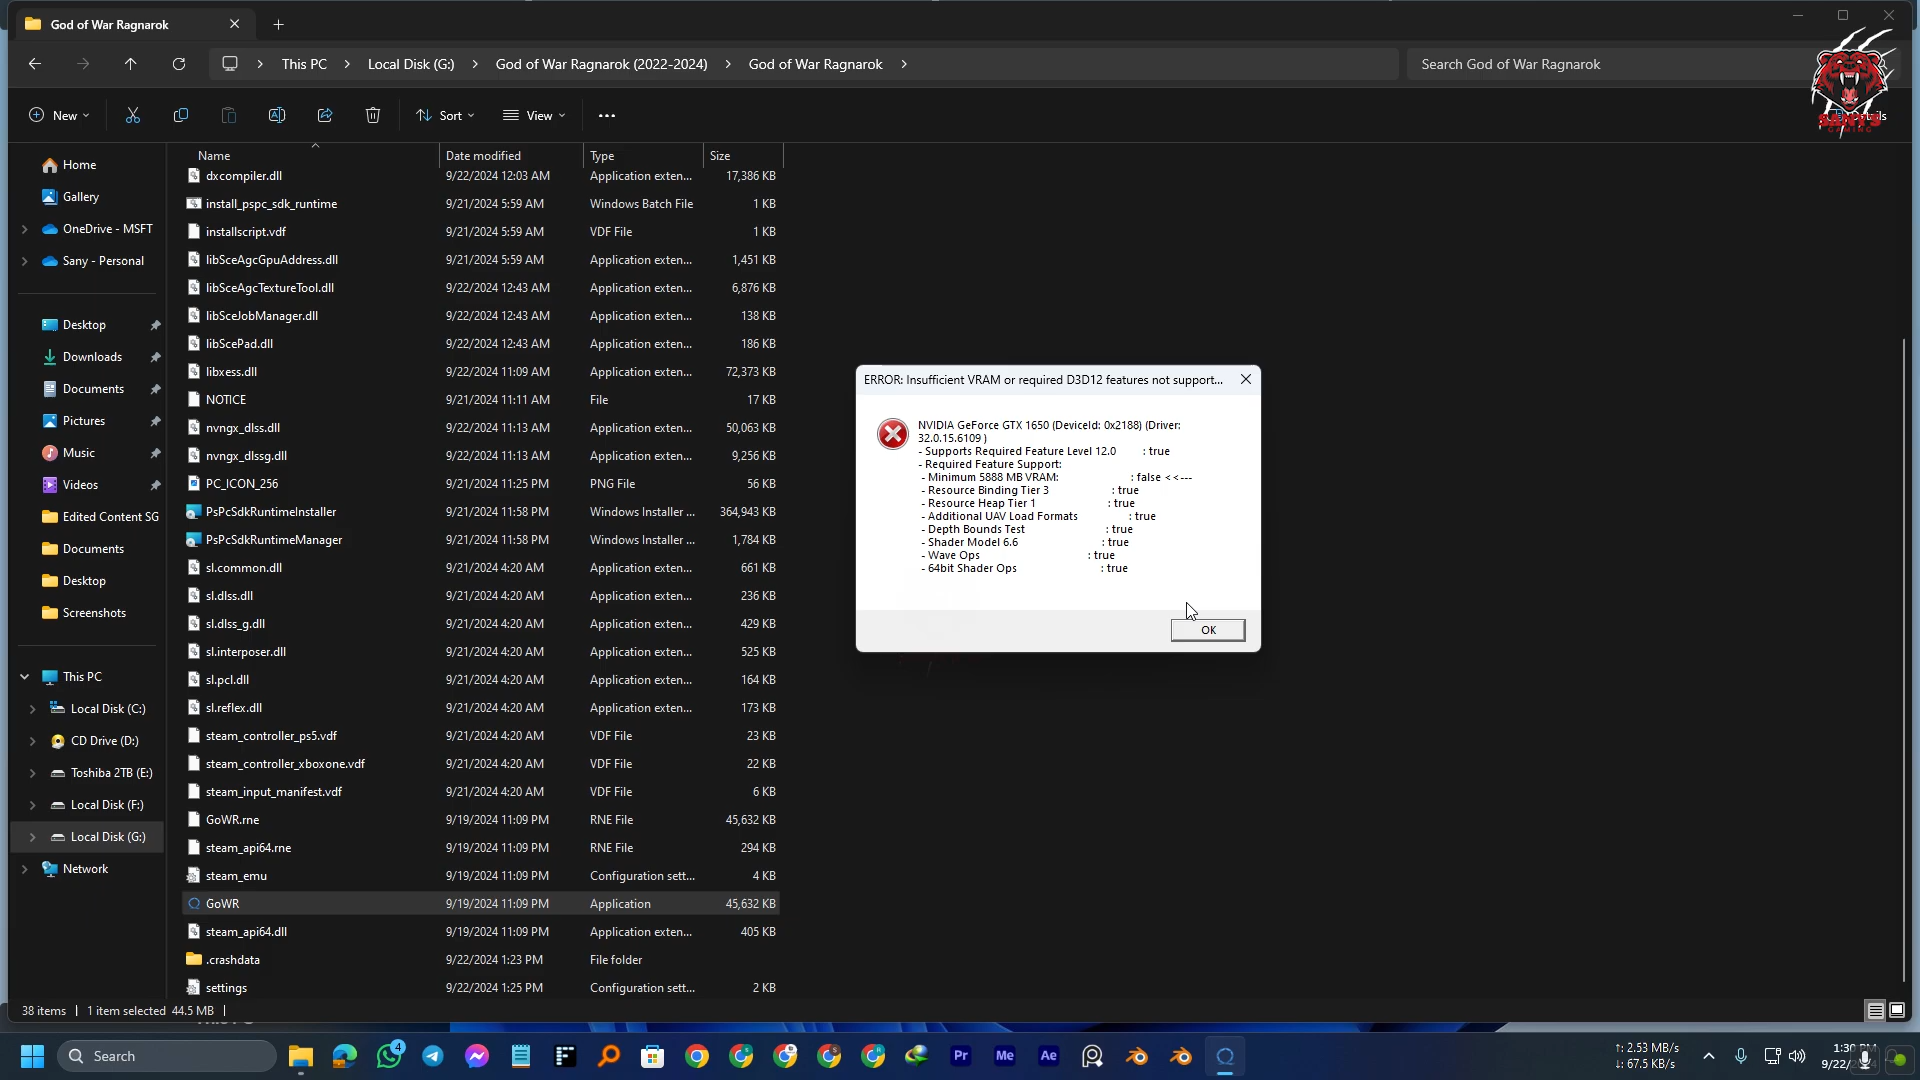 God of War Ragnarok
This PC
Local Disk (G:)
God of War Ragnarok (2022-2024)
God of War Ragnarok
Search God of War Ragnarok
New
Sort
View
SANY'S
GAMING
Name Date modified Type Size
dxcompiler.dll 9/22/2024 12:03 AM Application exten... 17,386 KB
install_pspc_sdk_runtime 9/21/2024 5:59 AM Windows Batch File 1 KB
installscript.vdf 9/21/2024 5:59 AM VDF File 1 KB
libSceAgcGpuAddress.dll 9/21/2024 5:59 AM Application exten... 1,451 KB
libSceAgcTextureTool.dll 9/22/2024 12:43 AM Application exten... 6,876 KB
libSceJobManager.dll 9/22/2024 12:43 AM Application exten... 138 KB
libScePad.dll 9/22/2024 12:43 AM Application exten... 186 KB
libxess.dll 9/22/2024 11:09 AM Application exten... 72,373 KB
NOTICE 9/21/2024 11:11 AM File 17 KB
nvngx_dlss.dll 9/22/2024 11:13 AM Application exten... 50,063 KB
nvngx_dlssg.dll 9/22/2024 11:13 AM Application exten... 9,256 KB
PC_ICON_256 9/21/2024 11:25 PM PNG File 56 KB
PsPcSdkRuntimeInstaller 9/21/2024 11:58 PM Windows Installer ... 364,943 KB
PsPcSdkRuntimeManager 9/21/2024 11:58 PM Windows Installer ... 1,784 KB
sl.common.dll 9/21/2024 4:20 AM Application exten... 661 KB
sl.dlss.dll 9/21/2024 4:20 AM Application exten... 236 KB
sl.dlss_g.dll 9/21/2024 4:20 AM Application exten... 429 KB
sl.interposer.dll 9/21/2024 4:20 AM Application exten... 525 KB
sl.pcl.dll 9/21/2024 4:20 AM Application exten... 164 KB
sl.reflex.dll 9/21/2024 4:20 AM Application exten... 173 KB
steam_controller_ps5.vdf 9/21/2024 4:20 AM VDF File 23 KB
steam_controller_xboxone.vdf 9/21/2024 4:20 AM VDF File 22 KB
steam_input_manifest.vdf 9/21/2024 4:20 AM VDF File 6 KB
GoWR.rne 9/19/2024 11:09 PM RNE File 45,632 KB
steam_api64.rne 9/19/2024 11:09 PM RNE File 294 KB
steam_emu 9/19/2024 11:09 PM Configuration sett... 4 KB
GoWR 9/19/2024 11:09 PM Application 45,632 KB
steam_api64.dll 9/19/2024 11:09 PM Application exten... 405 KB
.crashdata 9/22/2024 1:23 PM File folder
settings 9/22/2024 1:25 PM Configuration sett... 2 KB
Home
Gallery
OneDrive - MSFT
Sany - Personal
Desktop
Downloads
Documents
Pictures
Music
Videos
Edited Content SG
Documents
Desktop
Screenshots
This PC
Local Disk (C:)
CD Drive (D:)
Toshiba 2TB (E:)
Local Disk (F:)
Local Disk (G:)
Network
ERROR: Insufficient VRAM or required D3D12 features not support...
NVIDIA GeForce GTX 1650 (DeviceId: 0x2188) (Driver:
32.0.15.6109 )
- Supports Required Feature Level 12.0 : true
- Required Feature Support:
- Minimum 5888 MB VRAM: : false <<---
- Resource Binding Tier 3 : true
- Resource Heap Tier 1 : true
- Additional UAV Load Formats : true
- Depth Bounds Test : true
- Shader Model 6.6 : true
- Wave Ops : true
- 64bit Shader Ops : true
OK
38 items 1 item selected 44.5 MB
Search
4
Pr
Me
Ae
↑: 2.53 MB/s
↓: 67.5 KB/s
1:30 PM
9/22/